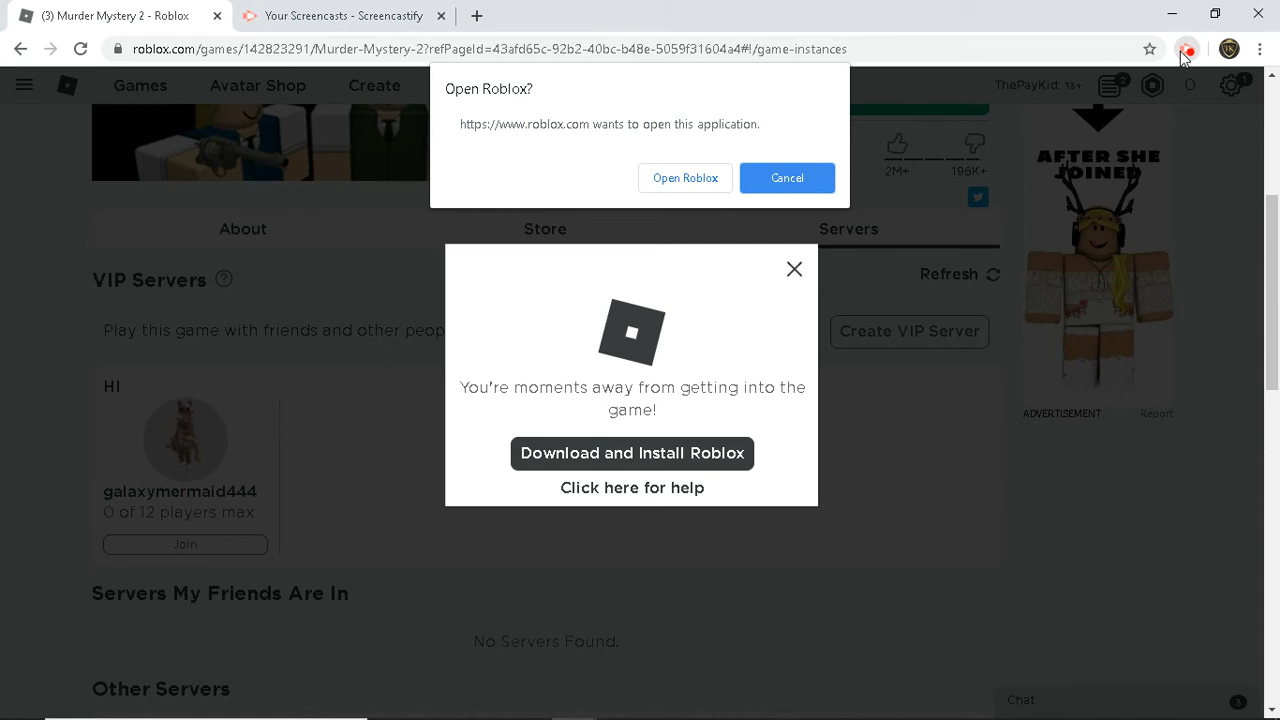 (3) Murder Mystery 2 - Roblox
Your Screencasts - Screencastify
roblox.com/games/142823291/Murder-Mystery-2?refPageId=43afd65c-92b2-40bc-b48e-5059f31604a4#!/game-instances
Games
Avatar Shop
Create
ThePayKid: 13+
2
0
1
Open Roblox?
https://www.roblox.com wants to open this application.
Open Roblox
Cancel
2M+
196K+
AFTER SHE
JOINED
About
Store
Servers
VIP Servers ?
Refresh
Play this game with friends and other peop
Create VIP Server
You're moments away from getting into the
game!
Download and Install Roblox
Click here for help
HI
galaxymermaid444
0 of 12 players max
Join
ADVERTISEMENT
Report
Servers My Friends Are In
No Servers Found.
Other Servers
Chat
3